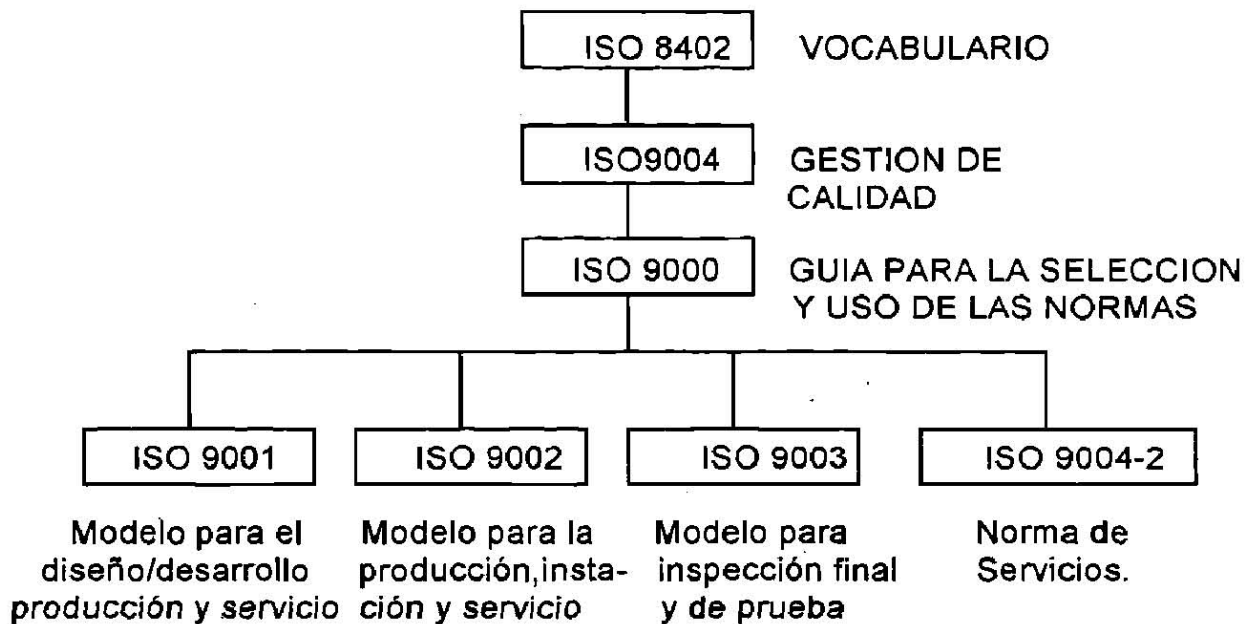 ISO 8402 VOCABULARIO
ISO9004 GESTION DE
CALIDAD
ISO 9000 GUIA PARA LA SELECCION
Y USO DE LAS NORMAS
ISO 9001
ISO 9002
ISO 9003
ISO 9004-2
Modelo para el
diseño/desarrollo
producción y servicio
Modelo para la
producción,insta-
ción y servicio
Modelo para
inspección final
y de prueba
Norma de
Servicios.